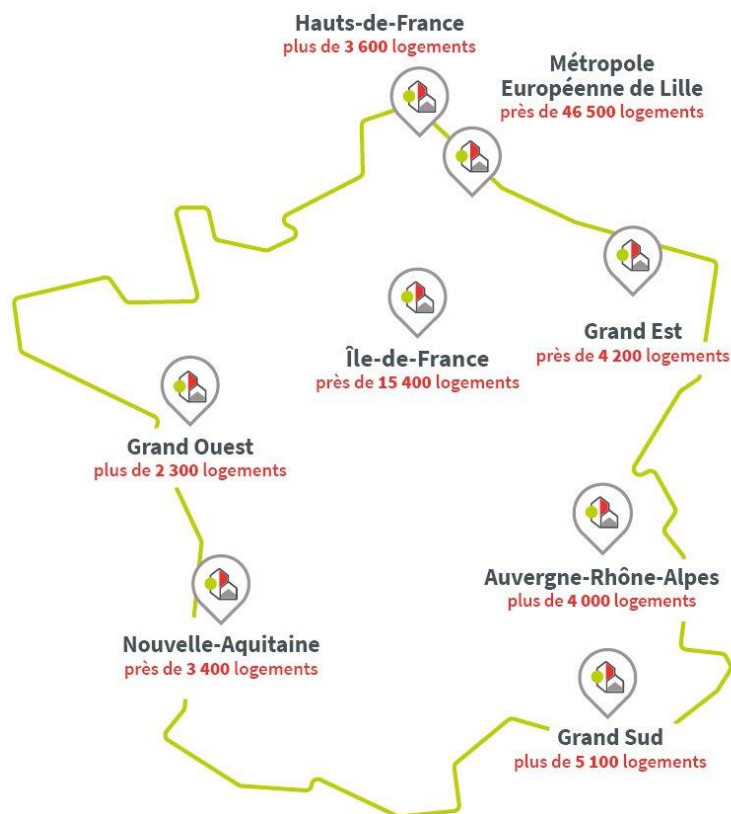 Hauts-de-France
plus de 3 600 logements
Métropole
Européenne de Lille
près de 46 500 logements
Grand Est
près de 4 200 logements
Île-de-France
près de 15 400 logements
Grand Ouest
plus de 2 300 logements
Auvergne-Rhône-Alpes
plus de 4 000 logements
Nouvelle-Aquitaine
près de 3 400 logements
Grand Sud
plus de 5 100 logements